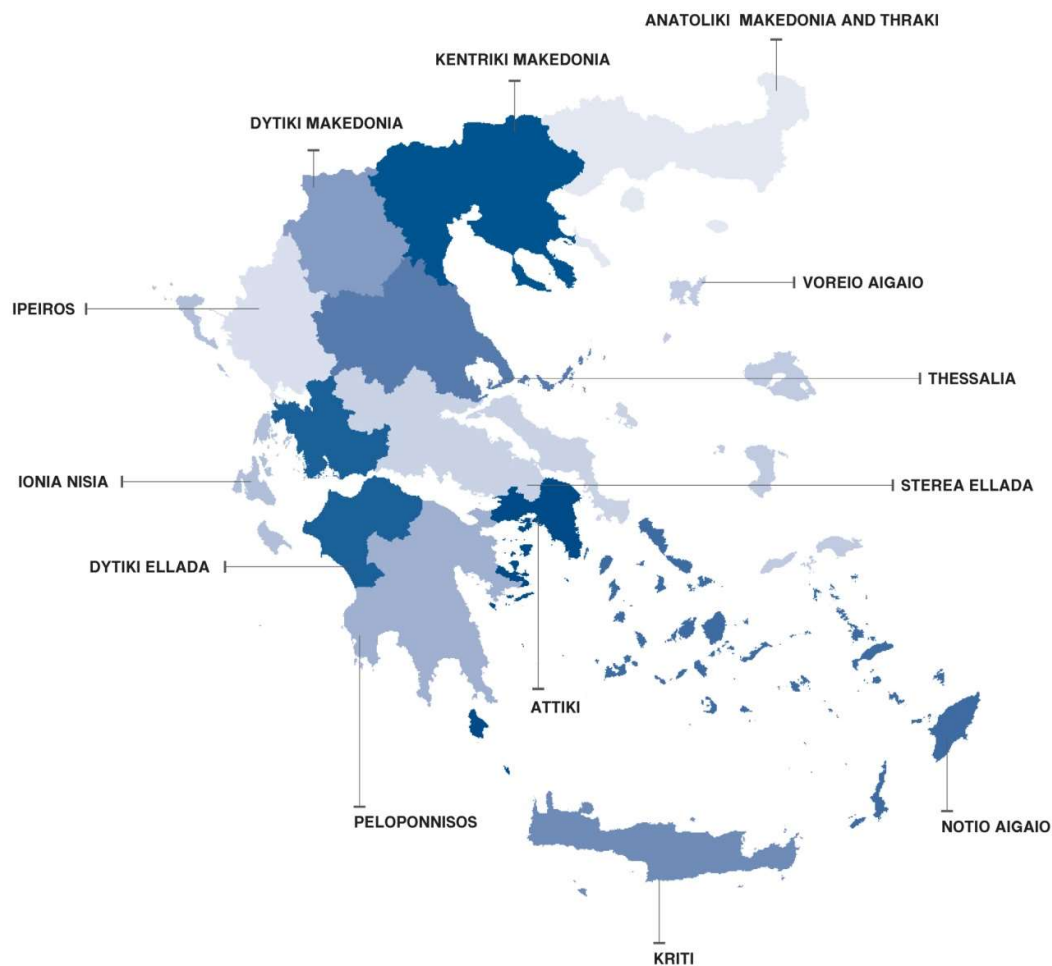 ANATOLIKI MAKEDONIA AND THRAKI
KENTRIKI MAKEDONIA
DYTIKI MAKEDONIA
VOREIO AIGAIO
IPEIROS
THESSALIA
IONIA NISIA
STEREA ELLADA
DYTIKI ELLADA
ATTIKI
PELOPONNISOS
NOTIO AIGAIO
KRITI